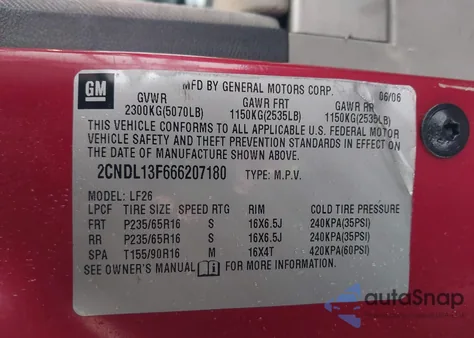 GM
MFD BY GENERAL MOTORS CORP.
06/06
GVWR GAWR FRT GAWR RR
2300KG(5070LB) 1150KG(2535LB) 1150KG(2535LB)
THIS VEHICLE CONFORMS TO ALL APPLICABLE U.S. FEDERAL MOTOR
VEHICLE SAFETY AND THEFT PREVENTION STANDARDS IN EFFECT ON
THE DATE OF MANUFACTURE SHOWN ABOVE.
2CNDL13F666207180 TYPE: M.P.V.
MODEL: LF26
LPCF TIRE SIZE SPEED RTG RIM COLD TIRE PRESSURE
FRT P235/65R16 S 16X6.5J 240KPA(35PSI)
RR P235/65R16 S 16X6.5J 240KPA(35PSI)
SPA T155/90R16 M 16X4T 420KPA(60PSI)
SEE OWNER'S MANUAL i FOR MORE INFORMATION.
autoSnap